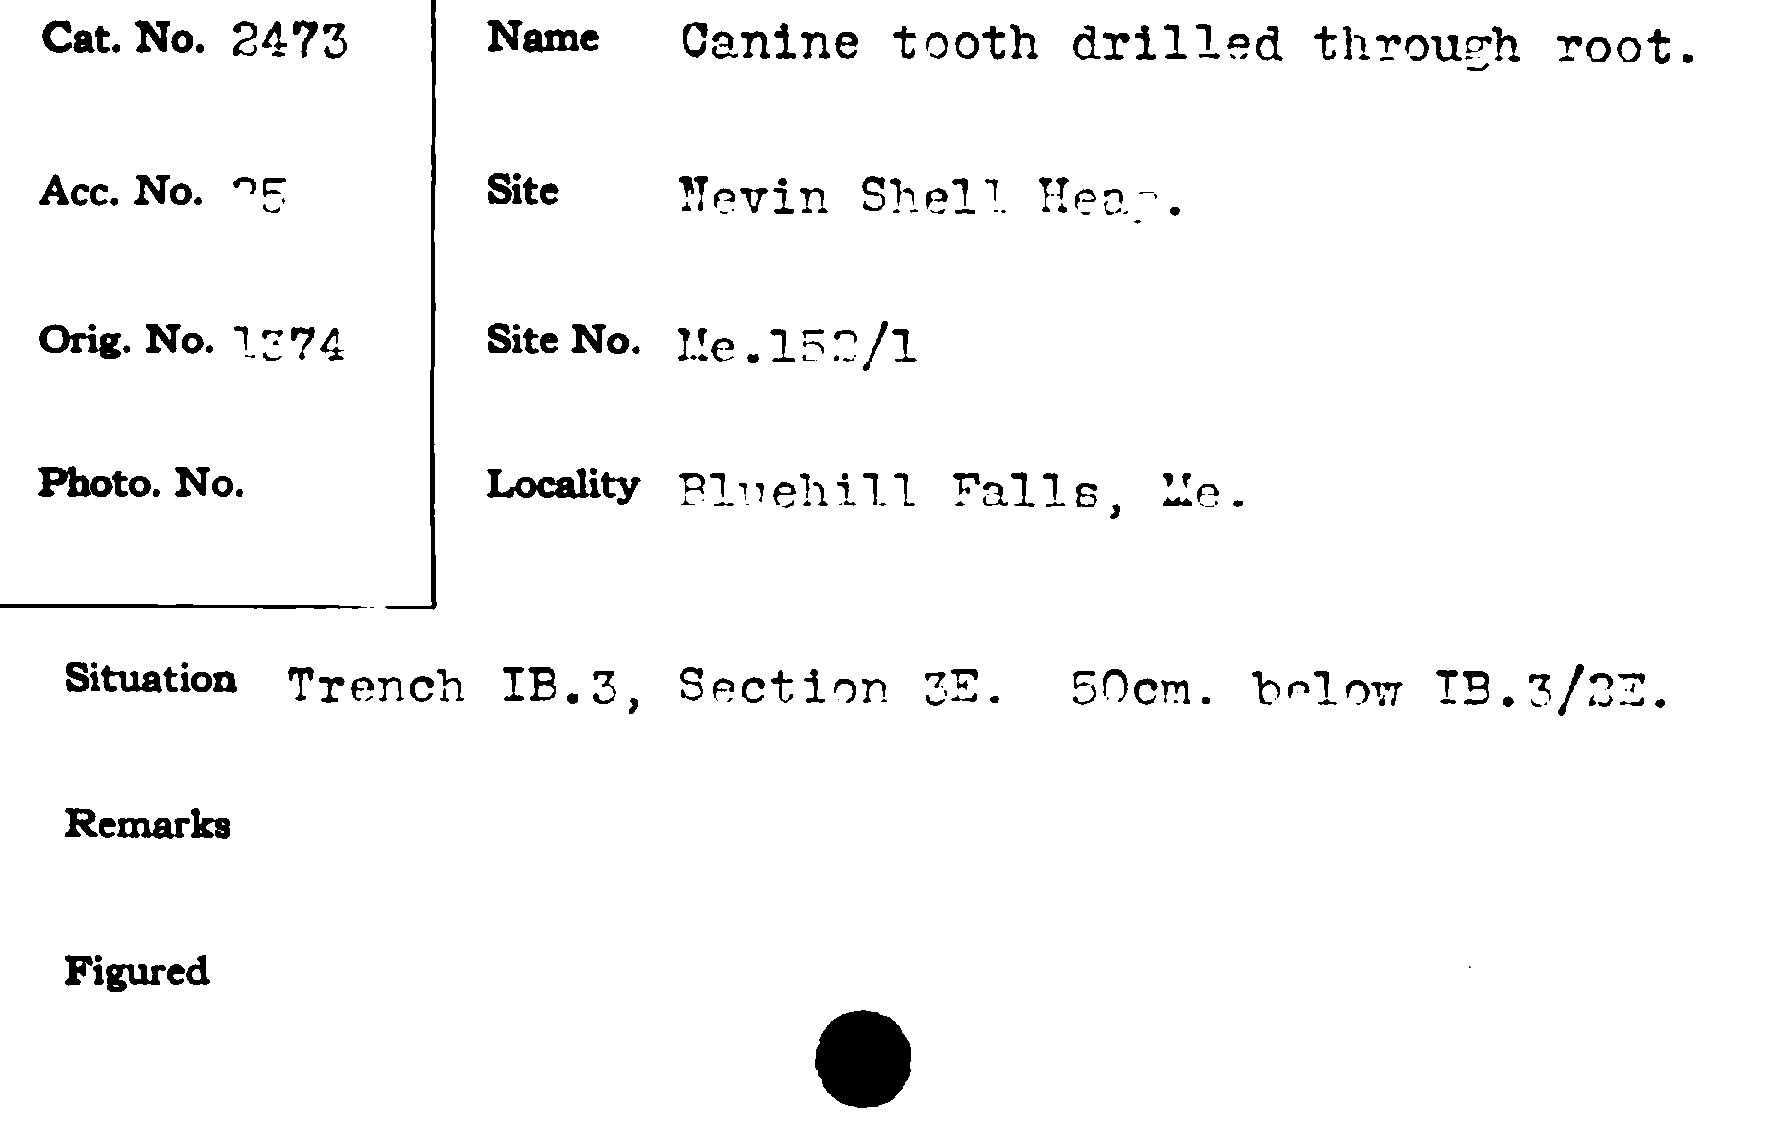 Cat. No. 2473
Name Canine tooth drilled through root.
Acc. No.
Site Nevin Shell Heap.
Orig. No. 1374
Site No. Me.152/1
Photo. No.
Locality Bluehill Falls, Me.
Situation Trench IB.3, Section 3E. 50cm. below IB.3/2E.
Remarks
Figured